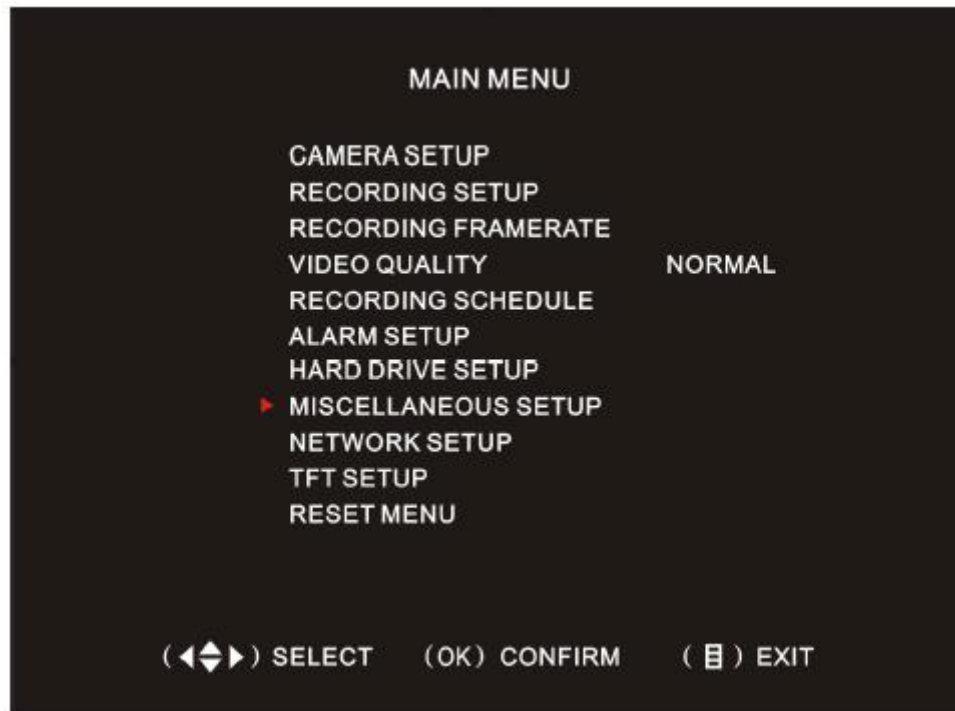 MAIN MENU
CAMERA SETUP
RECORDING SETUP
RECORDING FRAMERATE
VIDEO QUALITY NORMAL
RECORDING SCHEDULE
ALARM SETUP
HARD DRIVE SETUP
MISCELLANEOUS SETUP
NETWORK SETUP
TFT SETUP
RESET MENU
( ) SELECT (OK) CONFIRM ( ) EXIT